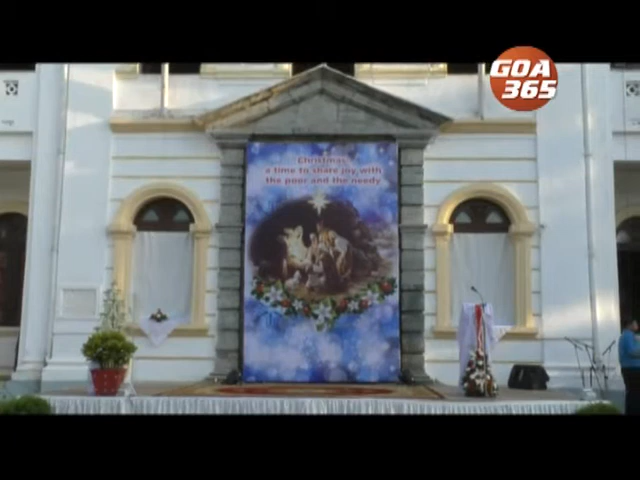 GOA
365
Christmas
a time to share joy with
the poor and the needy